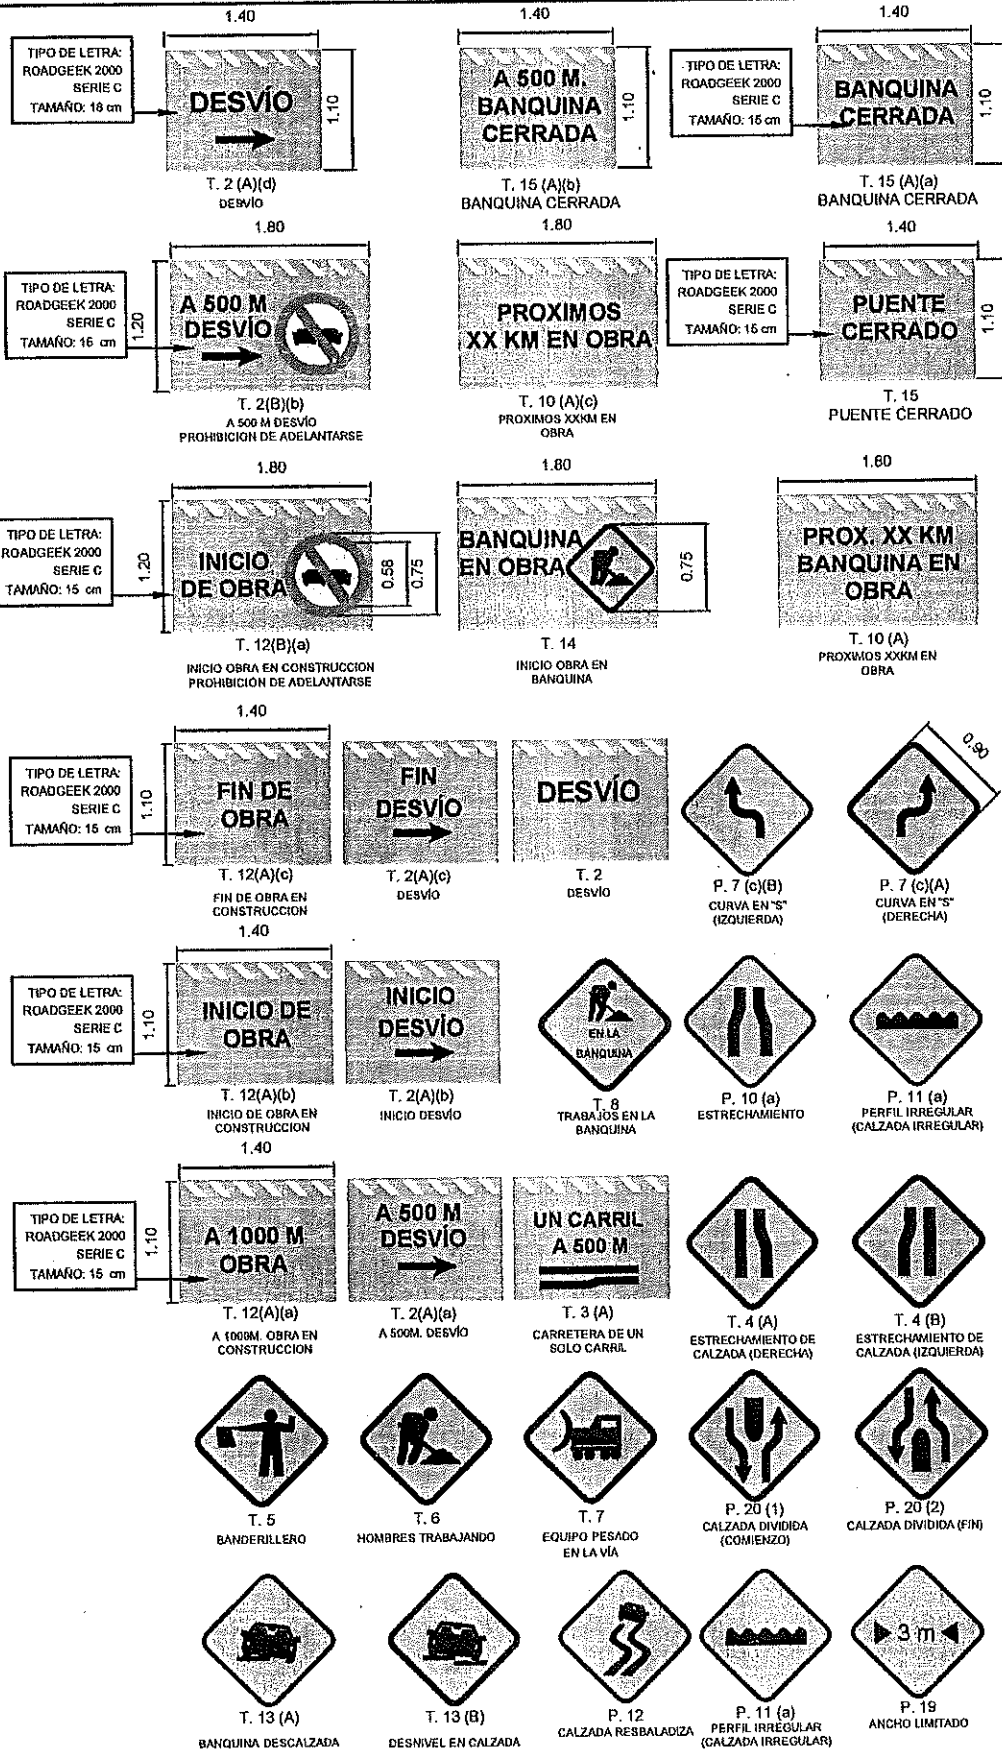 1.40
1.40
1.40
TIPO DE LETRA:
ROADGEEK 2000
SERIE C
TAMAÑO: 18 cm
DESVÍO
1.10
A 500 M.
BANQUINA
CERRADA
1.10
TIPO DE LETRA:
ROADGEEK 2000
SERIE C
TAMAÑO: 15 cm
BANQUINA
CERRADA
1.10
T. 2 (A)(d)
DESVÍO
T. 15 (A)(b)
BANQUINA CERRADA
T. 15 (A)(a)
BANQUINA CERRADA
1.80
1.80
1.40
TIPO DE LETRA:
ROADGEEK 2000
SERIE C
TAMAÑO: 15 cm
1.20
A 500 M
DESVÍO
PROXIMOS
XX KM EN OBRA
TIPO DE LETRA:
ROADGEEK 2000
SERIE C
TAMAÑO: 15 cm
PUENTE
CERRADO
1.10
T. 2(B)(b)
A 500 M DESVÍO
PROHIBICION DE ADELANTARSE
T. 10 (A)(c)
PROXIMOS XXKM EN
OBRA
T. 15
PUENTE CERRADO
1.80
1.80
1.80
TIPO DE LETRA:
ROADGEEK 2000
SERIE C
TAMAÑO: 15 cm
1.20
INICIO
DE OBRA
0.58
0.75
BANQUINA
EN OBRA
0.75
PROX. XX KM
BANQUINA EN
OBRA
T. 12(B)(a)
INICIO OBRA EN CONSTRUCCION
PROHIBICION DE ADELANTARSE
T. 14
INICIO OBRA EN
BANQUINA
T. 10 (A)
PROXIMOS XXKM EN
OBRA
1.40
TIPO DE LETRA:
ROADGEEK 2000
SERIE C
TAMAÑO: 15 cm
1.10
FIN DE
OBRA
FIN
DESVÍO
DESVÍO
0.90
T. 12(A)(c)
FIN DE OBRA EN
CONSTRUCCION
T. 2(A)(c)
DESVÍO
T. 2
DESVÍO
P. 7 (c)(B)
CURVA EN "S"
(IZQUIERDA)
P. 7 (c)(A)
CURVA EN "S"
(DERECHA)
1.40
TIPO DE LETRA:
ROADGEEK 2000
SERIE C
TAMAÑO: 15 cm
1.10
INICIO DE
OBRA
INICIO
DESVÍO
EN LA
BANQUINA
T. 12(A)(b)
INICIO DE OBRA EN
CONSTRUCCION
T. 2(A)(b)
INICIO DESVÍO
T. 8
TRABAJOS EN LA
BANQUINA
P. 10 (a)
ESTRECHAMIENTO
P. 11 (a)
PERFIL IRREGULAR
(CALZADA IRREGULAR)
1.40
TIPO DE LETRA:
ROADGEEK 2000
SERIE C
TAMAÑO: 15 cm
1.10
A 1000 M
OBRA
A 500 M
DESVÍO
UN CARRIL
A 500 M
T. 12(A)(a)
A 1000M. OBRA EN
CONSTRUCCION
T. 2(A)(a)
A 500M. DESVÍO
T. 3 (A)
CARRETERA DE UN
SOLO CARRIL
T. 4 (A)
ESTRECHAMIENTO DE
CALZADA (DERECHA)
T. 4 (B)
ESTRECHAMIENTO DE
CALZADA (IZQUIERDA)
T. 5
BANDERILLERO
T. 6
HOMBRES TRABAJANDO
T. 7
EQUIPO PESADO
EN LA VÍA
P. 20 (1)
CALZADA DIVIDIDA
(COMIENZO)
P. 20 (2)
CALZADA DIVIDIDA (FIN)
3 m
T. 13 (A)
BANQUINA DESCALZADA
T. 13 (B)
DESNIVEL EN CALZADA
P. 12
CALZADA RESBALADIZA
P. 11 (a)
PERFIL IRREGULAR
(CALZADA IRREGULAR)
P. 19
ANCHO LIMITADO